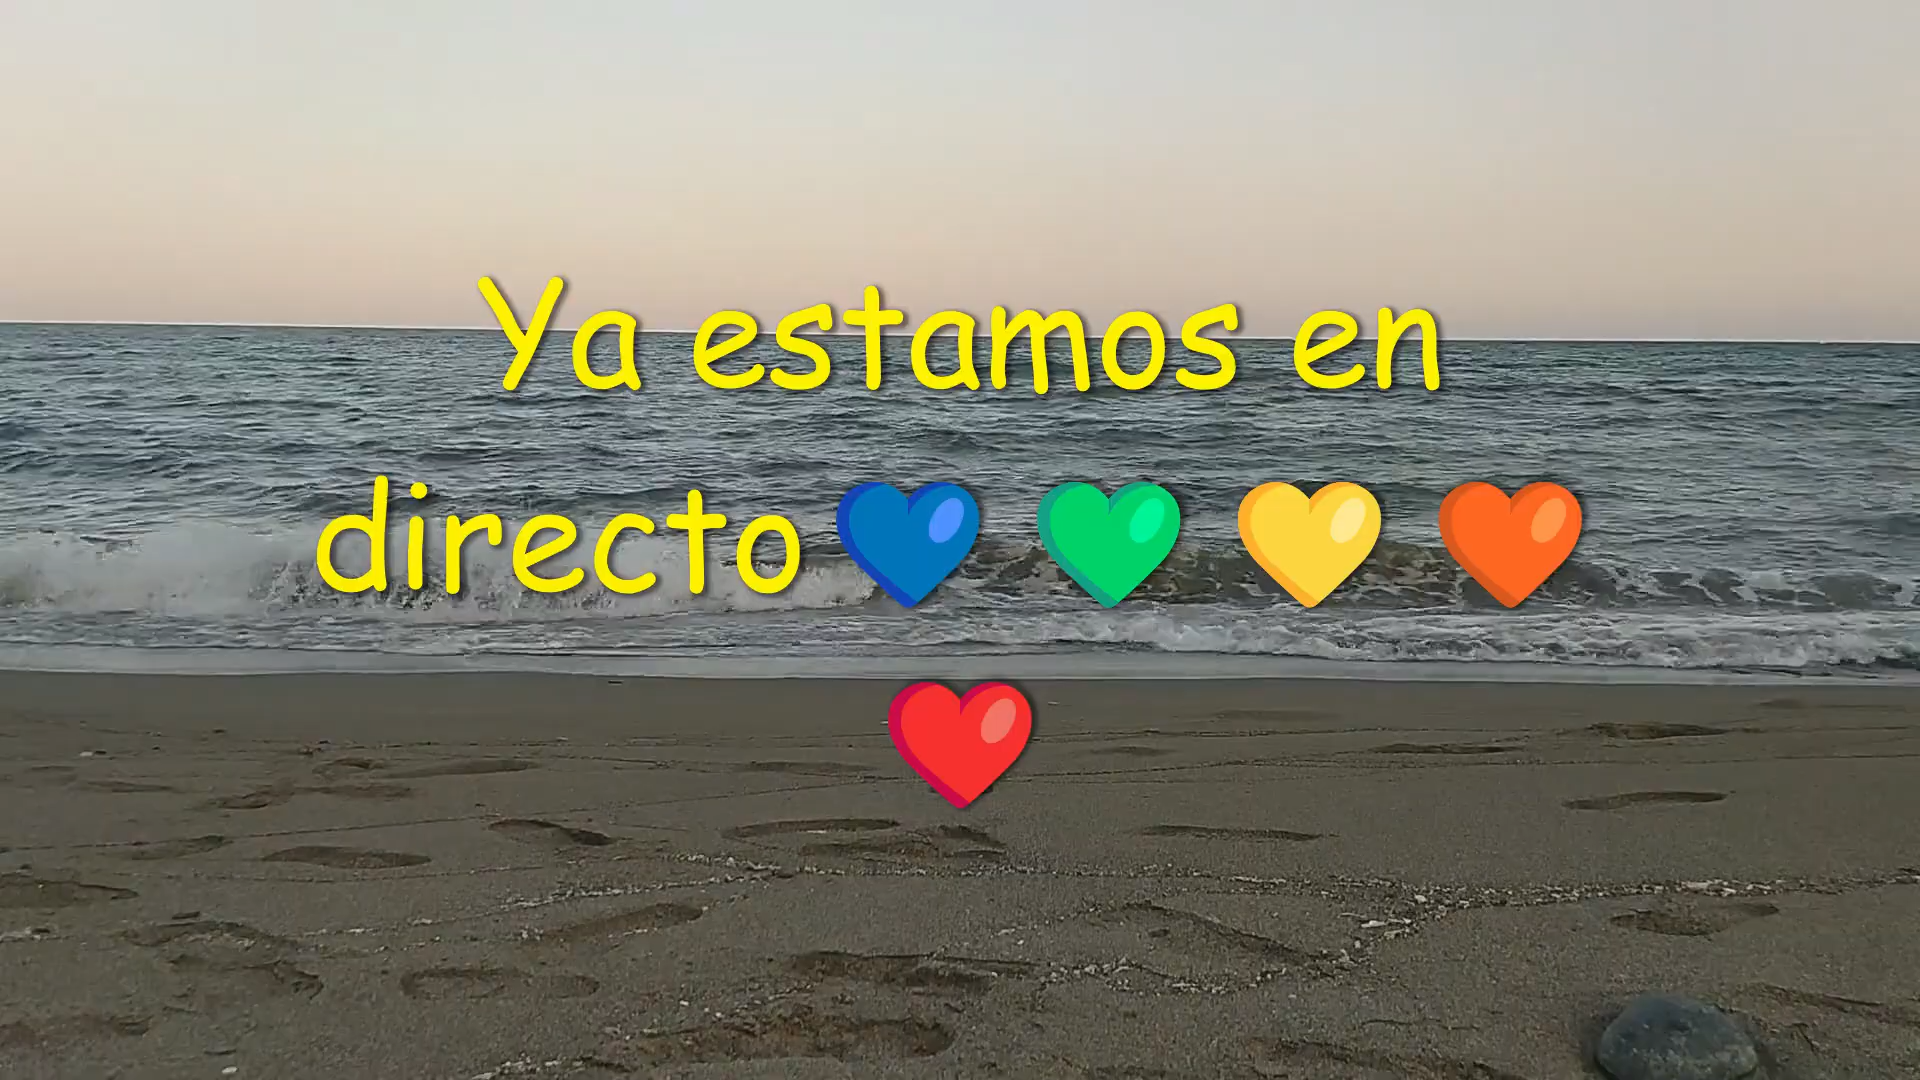 Ya estamos en
directo💙 💚 💛 🧡
❤️